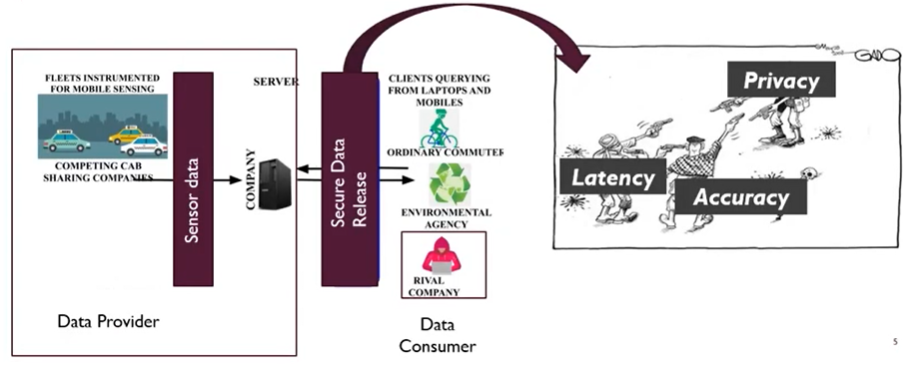 FLEETS INSTRUMENTED
FOR MOBILE SENSING
COMPETING CAB
SHARING COMPANIES
Sensor data
SERVER
COMPANY
Data Provider
Secure Data
Release
CLIENTS QUERYING
FROM LAPTOPS AND
MOBILES
ORDINARY COMMUTER
ENVIRONMENTAL
AGENCY
RIVAL
COMPANY
Data
Consumer
GADO
Privacy
Latency
Accuracy
5